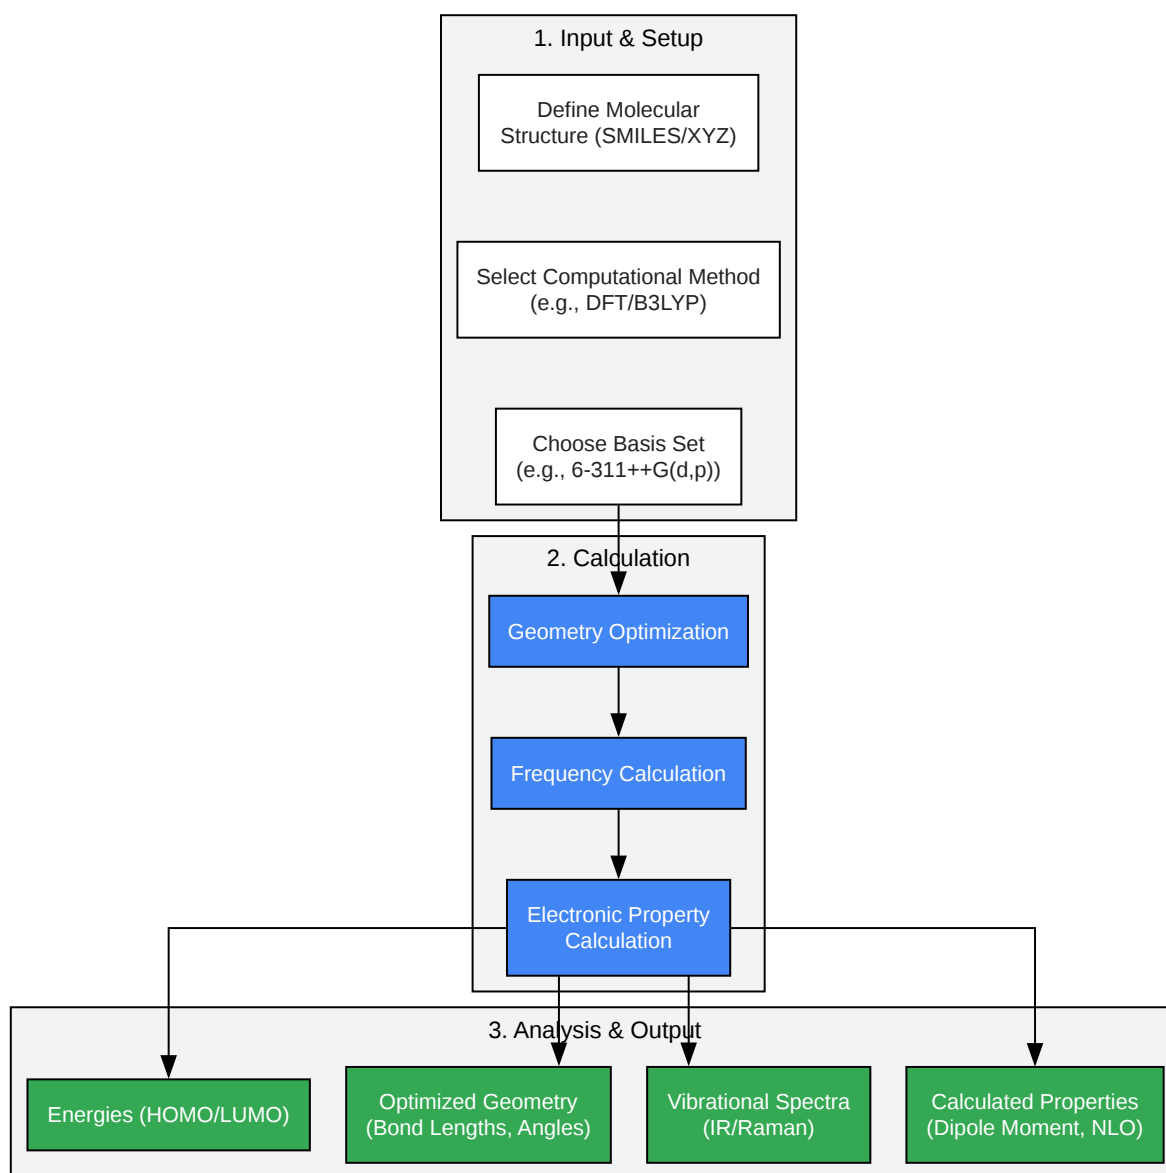 1. Input & Setup
Define Molecular
Structure (SMILES/XYZ)
Select Computational Method
(e.g., DFT/B3LYP)
Choose Basis Set
(e.g., 6-311++G(d,p))
2. Calculation
Geometry Optimization
Frequency Calculation
Electronic Property
Calculation
3. Analysis & Output
Energies (HOMO/LUMO)
Optimized Geometry
(Bond Lengths, Angles)
Vibrational Spectra
(IR/Raman)
Calculated Properties
(Dipole Moment, NLO)